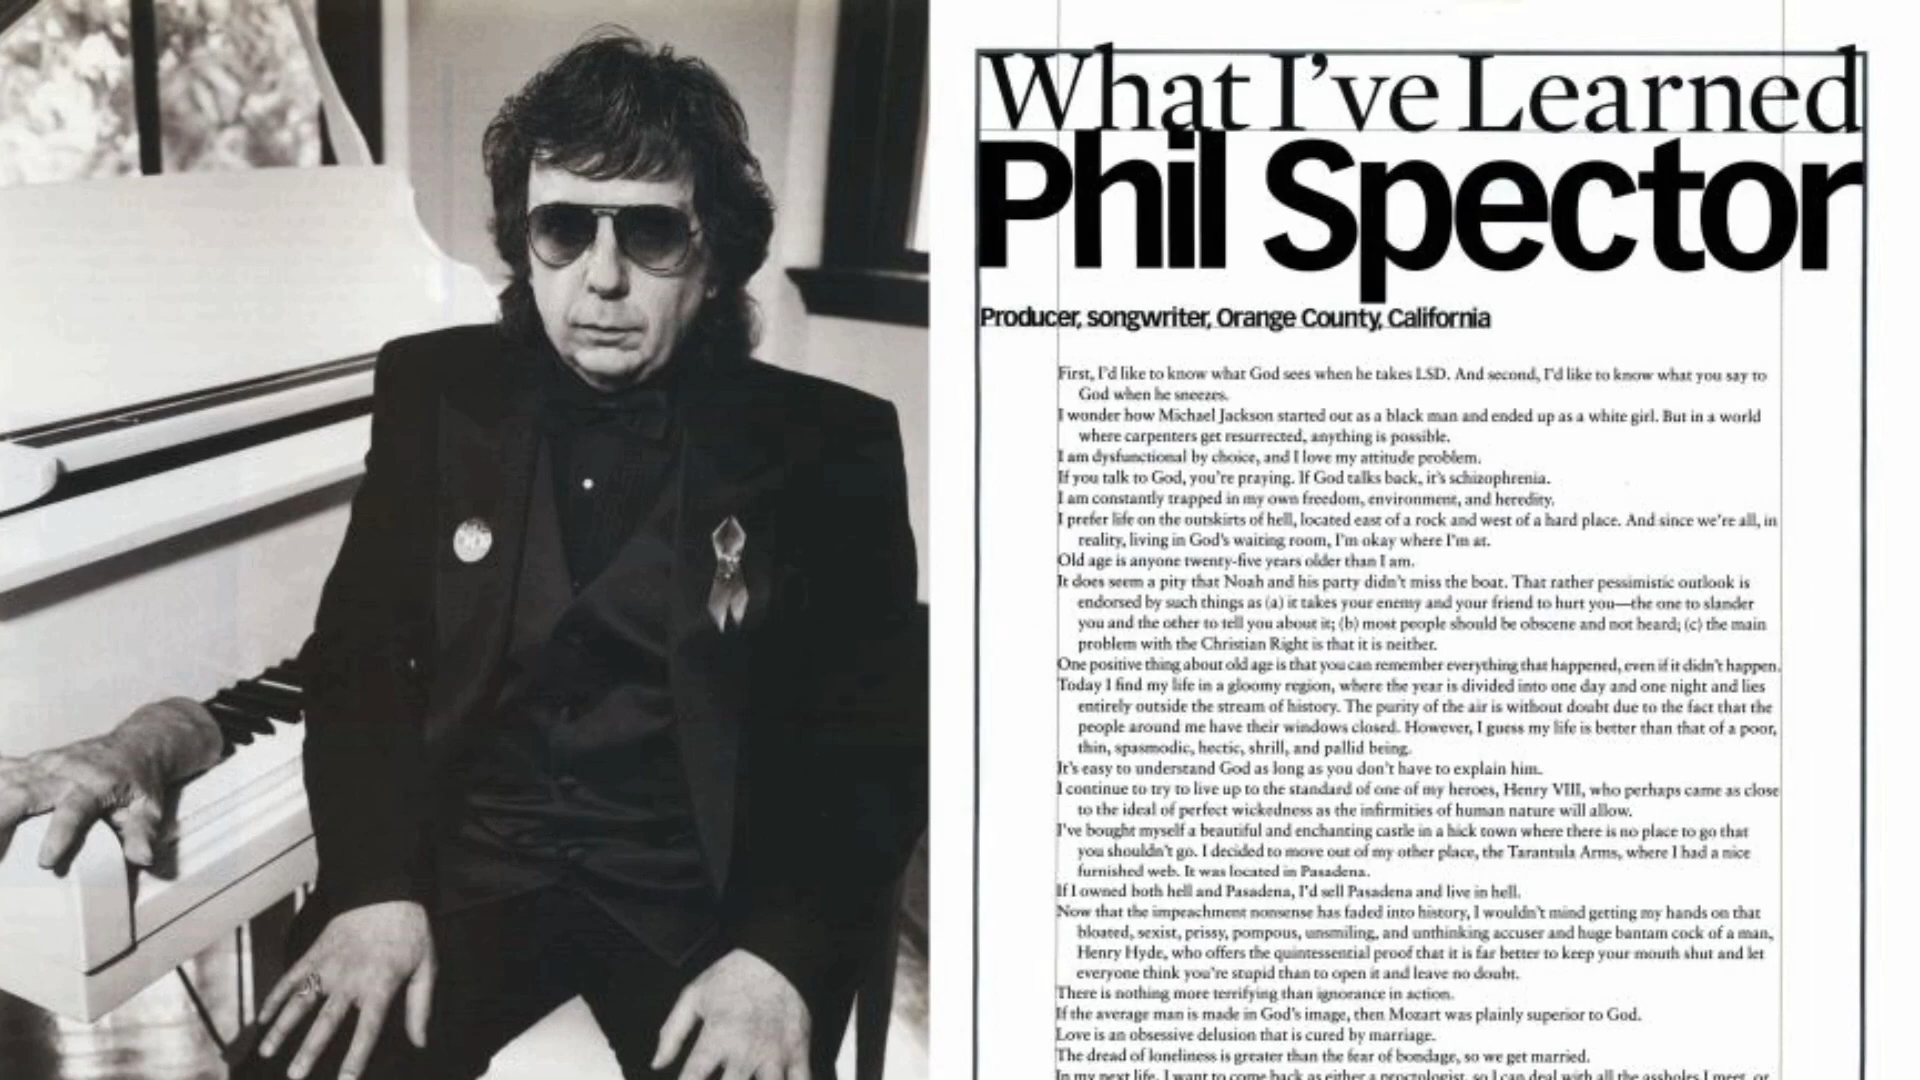 What I've Learned
Phil Spector
Producer, songwriter, Orange County, California
First, I'd like to know what God sees when he takes LSD. And second, I'd like to know what you say to
God when he sneezes.
I wonder how Michael Jackson started out as a black man and ended up as a white girl. But in a world
where carpenters get resurrected, anything is possible.
I am dysfunctional by choice, and I love my attitude problem.
If you talk to God, you're praying. If God talks back, it's schizophrenia.
I am constantly trapped in my own freedom, environment, and heredity.
I prefer life on the outskirts of hell, located east of a rock and west of a hard place. And since we're all, in
reality, living in God's waiting room, I'm okay where I'm at.
Old age is anyone twenty-five years older than I am.
It does seem a pity that Noah and his party didn't miss the boat. That rather pessimistic outlook is
endorsed by such things as (a) it takes your enemy and your friend to hurt you—the one to slander
you and the other to tell you about it; (b) most people should be obscene and not heard; (c) the main
problem with the Christian Right is that it is neither.
One positive thing about old age is that you can remember everything that happened, even if it didn't happen.
Today I find my life in a gloomy region, where the year is divided into one day and one night and lies
entirely outside the stream of history. The purity of the air is without doubt due to the fact that the
people around me have their windows closed. However, I guess my life is better than that of a poor,
thin, spasmodic, hectic, shrill, and pallid being.
It's easy to understand God as long as you don't have to explain him.
I continue to try to live up to the standard of one of my heroes, Henry VIII, who perhaps came as close
to the ideal of perfect wickedness as the infirmities of human nature will allow.
I've bought myself a beautiful and enchanting castle in a hick town where there is no place to go that
you shouldn't go. I decided to move out of my other place, the Tarantula Arms, where I had a nice
furnished web. It was located in Pasadena.
If I owned both hell and Pasadena, I'd sell Pasadena and live in hell.
Now that the impeachment nonsense has faded into history, I wouldn't mind getting my hands on that
bloated, sexist, prissy, pompous, unsmiling, and unthinking accuser and huge bantam cock of a man,
Henry Hyde, who offers the quintessential proof that it is far better to keep your mouth shut and let
everyone think you're stupid than to open it and leave no doubt.
There is nothing more terrifying than ignorance in action.
If the average man is made in God's image, then Mozart was plainly superior to God.
Love is an obsessive delusion that is cured by marriage.
The dread of loneliness is greater than the fear of bondage, so we get married.
In my next life, I want to come back as either a proctologist, so I can deal with all the assholes I meet, or